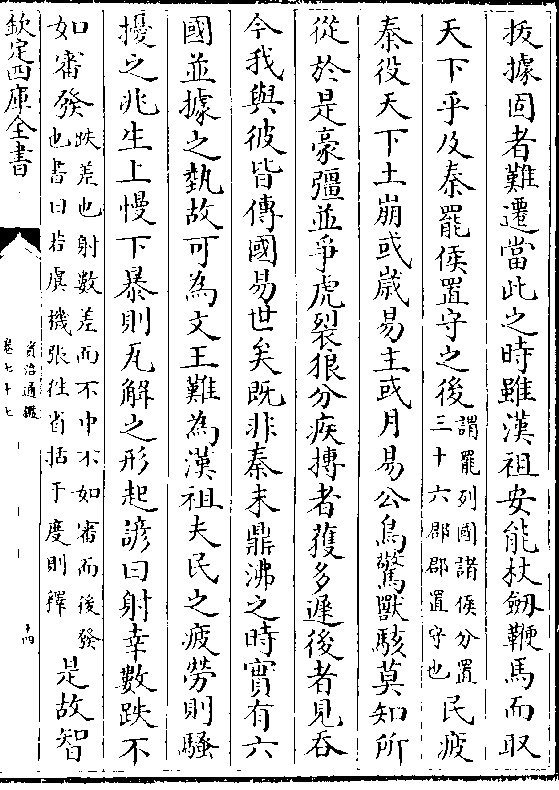 拔據固者難遷當此之時雖漢祖安能杖劒鞭馬而取
天下乎及秦罷侯置守之後謂罷列國諸侯分置三十六郡郡置守也民疲
秦役天下土崩或歲易主或月易公鳥驚獸駭莫知所
從於是豪彊並爭虎裂狼分疾搏者獲多遲後者見吞
今我與彼皆傳國易世矣既非秦末鼎沸之時實有六
國並據之埶故可為文王難為漢祖夫民之疲勞則騷
擾之兆生上慢下暴則瓦解之形起諺曰射幸數跌不
如審發跌差也射數差而不中不如審而後發也書曰若虞機張往省括于度則釋是故智
欽定四庫全書
資治通鑑
卷七十七
十四